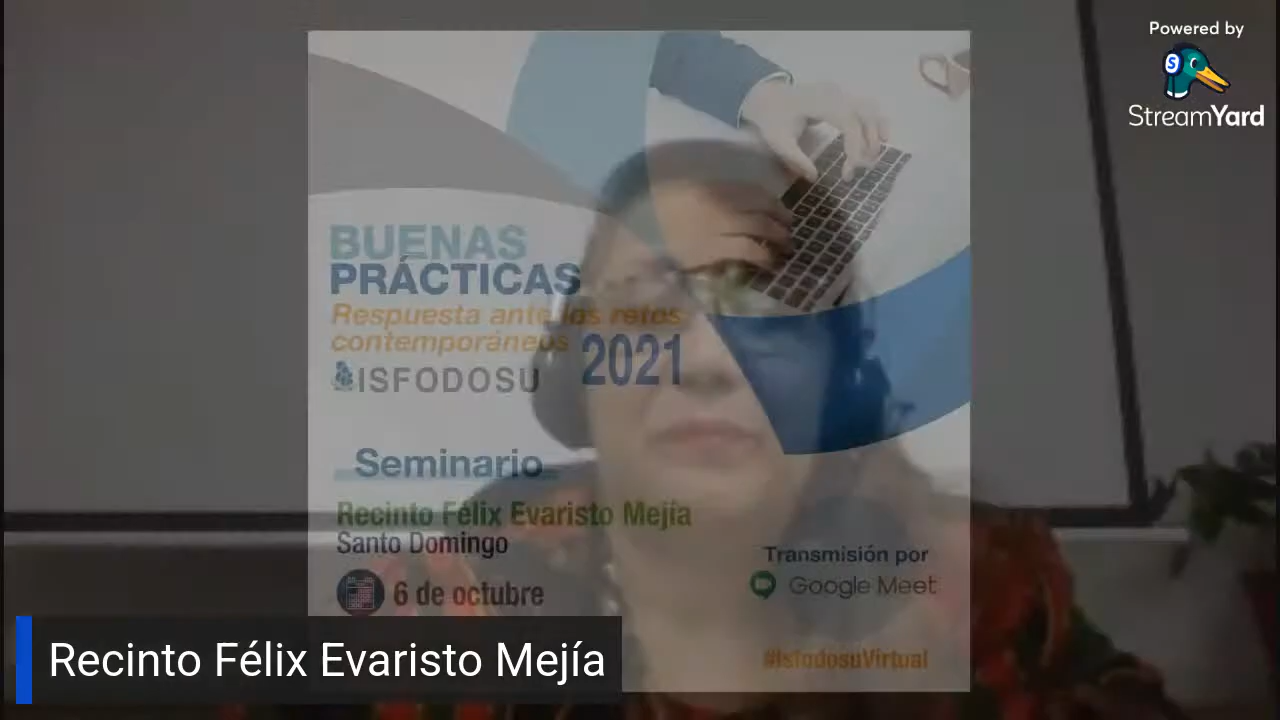 Powered by
StreamYard
BUENAS
PRÁCTICAS
Respuesta ante los retos
contemporáneos
2021
ISFODOSU
Seminario
Recinto Félix Evaristo Mejía
Santo Domingo
6 de octubre
Transmisión por
Google Meet
#IsfodosuVirtual
Recinto Félix Evaristo Mejía